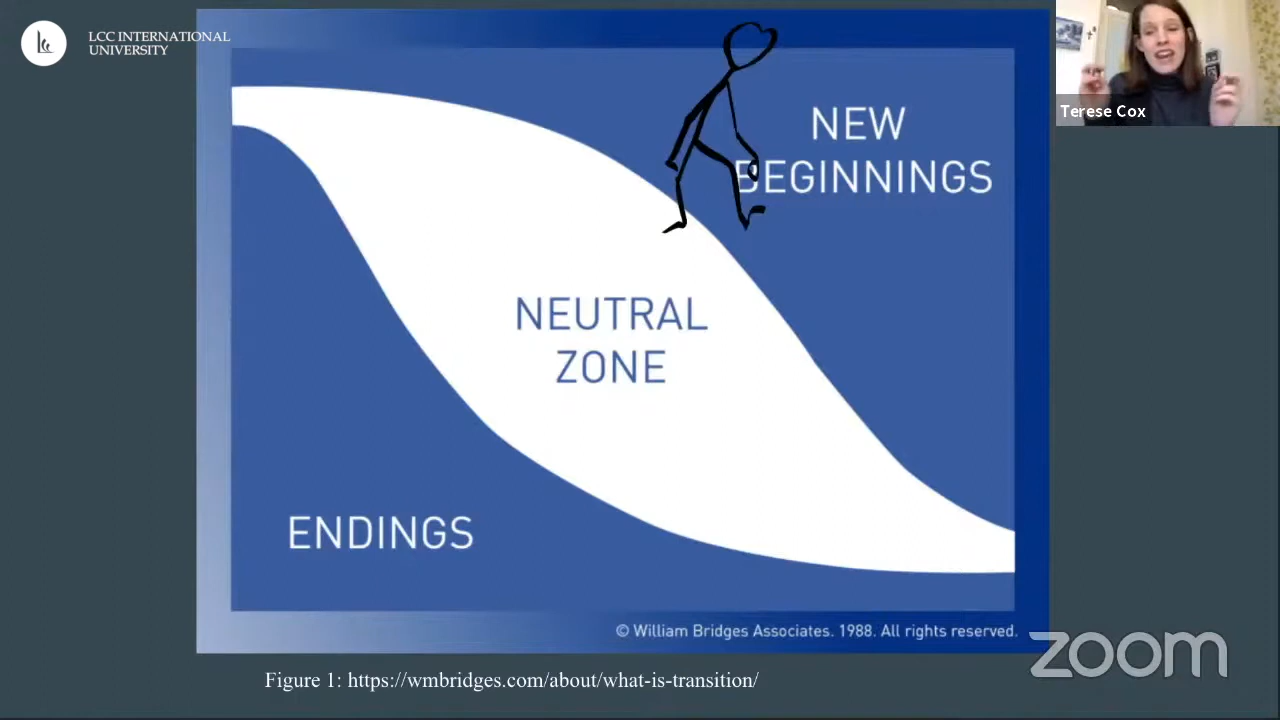 LCC INTERNATIONAL
UNIVERSITY
Terese Cox
NEW
BEGINNINGS
NEUTRAL
ZONE
ENDINGS
© William Bridges Associates. 1988. All rights reserved.
zoom
Figure 1: https://wmbridges.com/about/what-is-transition/